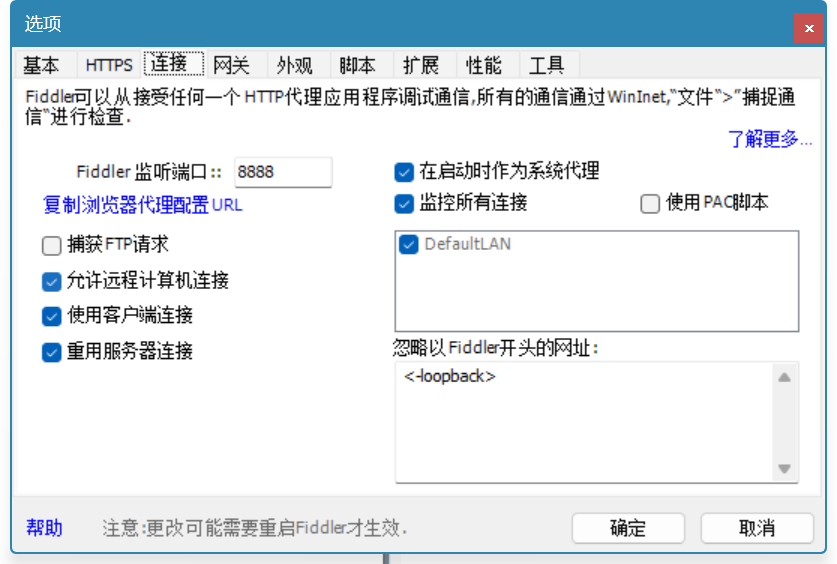 选项
基本 HTTPS 连接 网关 外观 脚本 扩展 性能 工具
Fiddler可以从接受任何一个 HTTP代理应用程序调试通信,所有的通信通过WinInet,“文件“>”捕捉通
信“进行检查.
了解更多...
Fiddler 监听端口:: 8888
在启动时作为系统代理
复制浏览器代理配置URL
监控所有连接
使用PAC脚本
捕获FTP请求
DefaultLAN
允许远程计算机连接
使用客户端连接
重用服务器连接
忽略以Fiddler开头的网址:
<-loopback>
帮助
注意:更改可能需要重启Fiddler才生效.
确定
取消